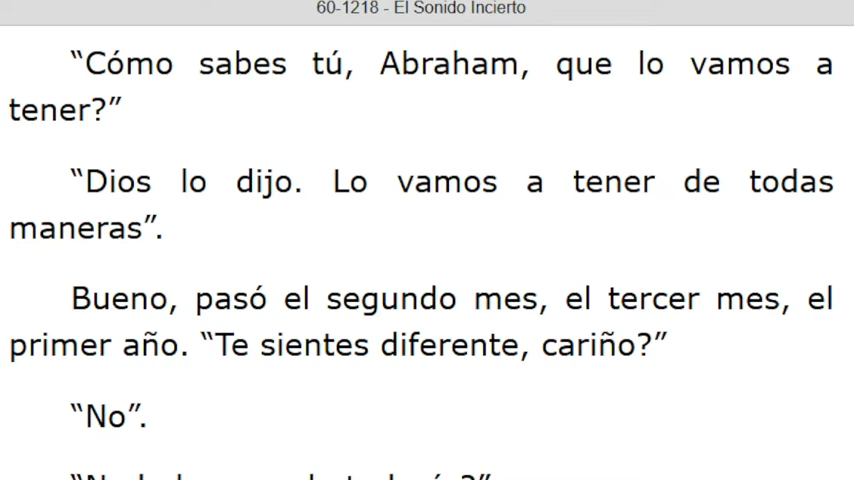 60-1218 - El Sonido Incierto
“Cómo sabes tú, Abraham, que lo vamos a
tener?”
“Dios lo dijo. Lo vamos a tener de todas
maneras”.
Bueno, pasó el segundo mes, el tercer mes, el
primer año. “Te sientes diferente, cariño?”
“No”.